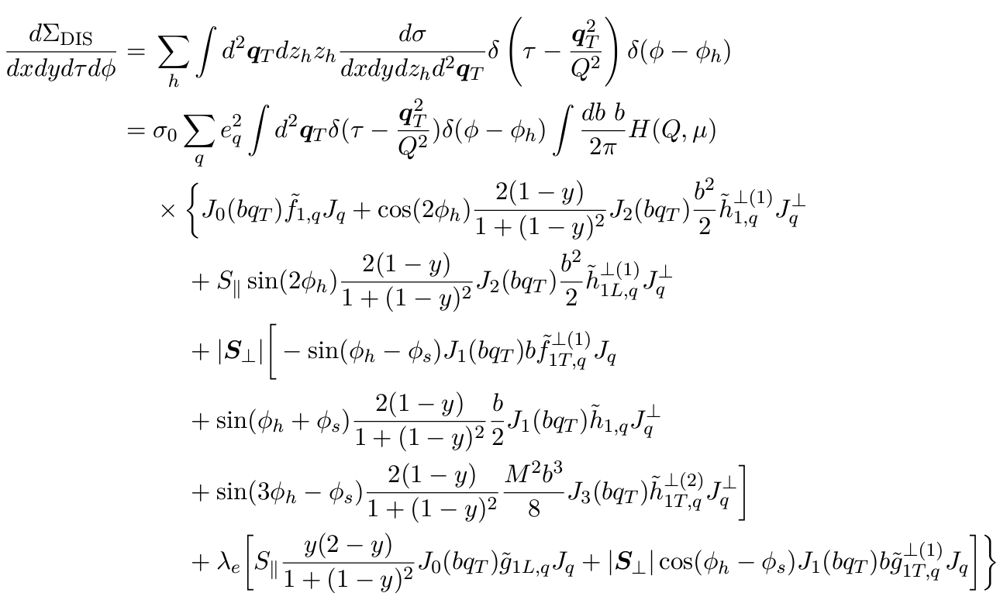 \frac{d\Sigma_{\rm DIS}}{dxdyd\tau d\phi} = \sum_h \int d^2\boldsymbol{q}_T dz_h z_h \frac{d\sigma}{dxdydz_h d^2\boldsymbol{q}_T} \delta\left(\tau - \frac{\boldsymbol{q}_T^2}{Q^2}\right) \delta(\phi - \phi_h)
= \sigma_0 \sum_q e_q^2 \int d^2\boldsymbol{q}_T \delta(\tau - \frac{\boldsymbol{q}_T^2}{Q^2}) \delta(\phi - \phi_h) \int \frac{db\ b}{2\pi} H(Q, \mu)
\times \bigg\{ J_0(bq_T) \tilde{f}_{1,q} J_q + \cos(2\phi_h) \frac{2(1-y)}{1+(1-y)^2} J_2(bq_T) \frac{b^2}{2} \tilde{h}_{1,q}^{\perp(1)} J_q^\perp
+ S_\parallel \sin(2\phi_h) \frac{2(1-y)}{1+(1-y)^2} J_2(bq_T) \frac{b^2}{2} \tilde{h}_{1L,q}^{\perp(1)} J_q^\perp
+ |\boldsymbol{S}_\perp| \bigg[ - \sin(\phi_h - \phi_s) J_1(bq_T) b \tilde{f}_{1T,q}^{\perp(1)} J_q
+ \sin(\phi_h + \phi_s) \frac{2(1-y)}{1+(1-y)^2} \frac{b}{2} J_1(bq_T) \tilde{h}_{1,q} J_q^\perp
+ \sin(3\phi_h - \phi_s) \frac{2(1-y)}{1+(1-y)^2} \frac{M^2b^3}{8} J_3(bq_T) \tilde{h}_{1T,q}^{\perp(2)} J_q^\perp \bigg]
+ \lambda_e \bigg[ S_\parallel \frac{y(2-y)}{1+(1-y)^2} J_0(bq_T) \tilde{g}_{1L,q} J_q + |\boldsymbol{S}_\perp| \cos(\phi_h - \phi_s) J_1(bq_T) b \tilde{g}_{1T,q}^{\perp(1)} J_q \bigg] \bigg\}